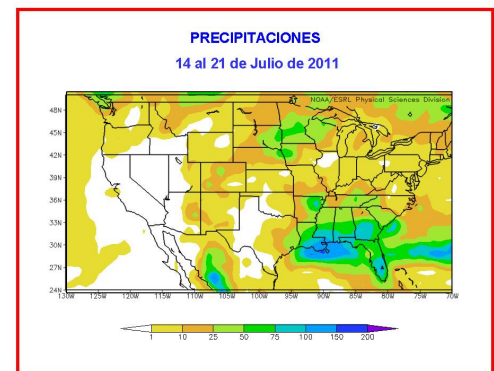 PRECIPITACIONES
14 al 21 de Julio de 2011
NOAA/ESRL Physical Sciences Division
48N
45N
42N
39N
36N
33N
30N
27N
24N
130W 125W 120W 115W 110W 105W 100W 95W 90W 85W 80W 75W 70W
1 10 25 50 75 100 150 200